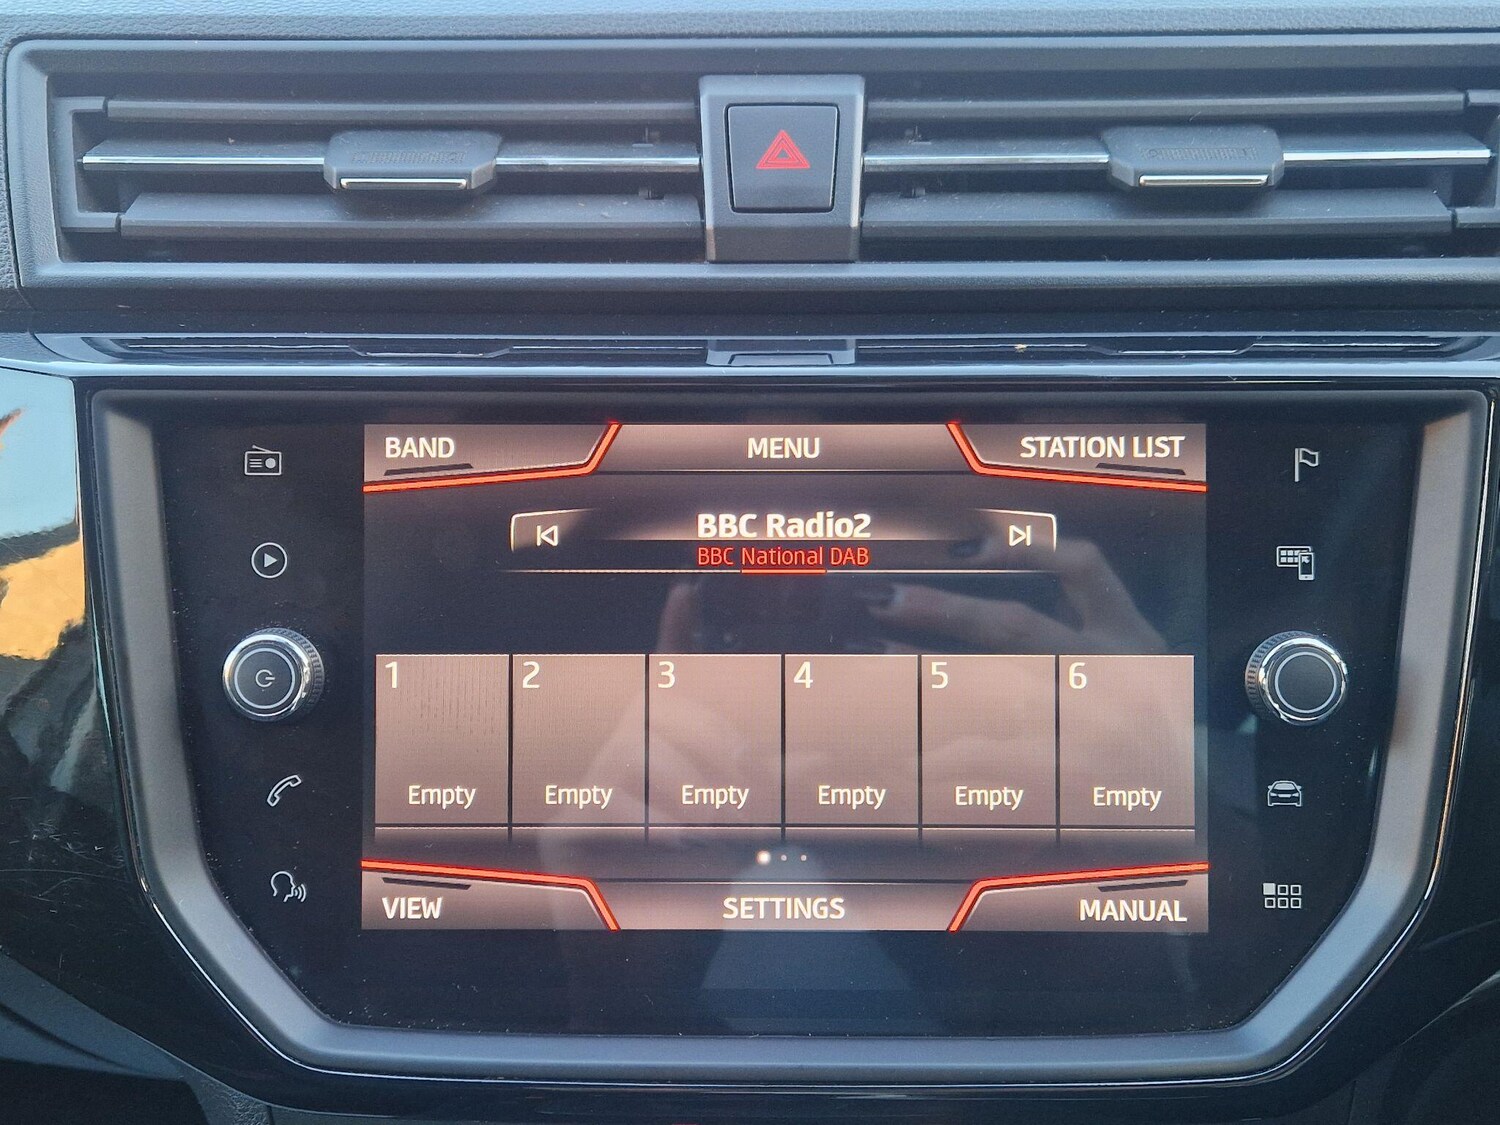 BAND MENU STATION LIST
BBC Radio2
BBC National DAB
1 2 3 4 5 6
Empty Empty Empty Empty Empty Empty
VIEW SETTINGS MANUAL